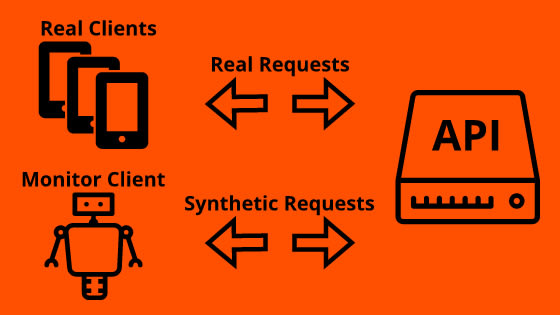 Real Clients
Real Requests
API
Monitor Client
Synthetic Requests